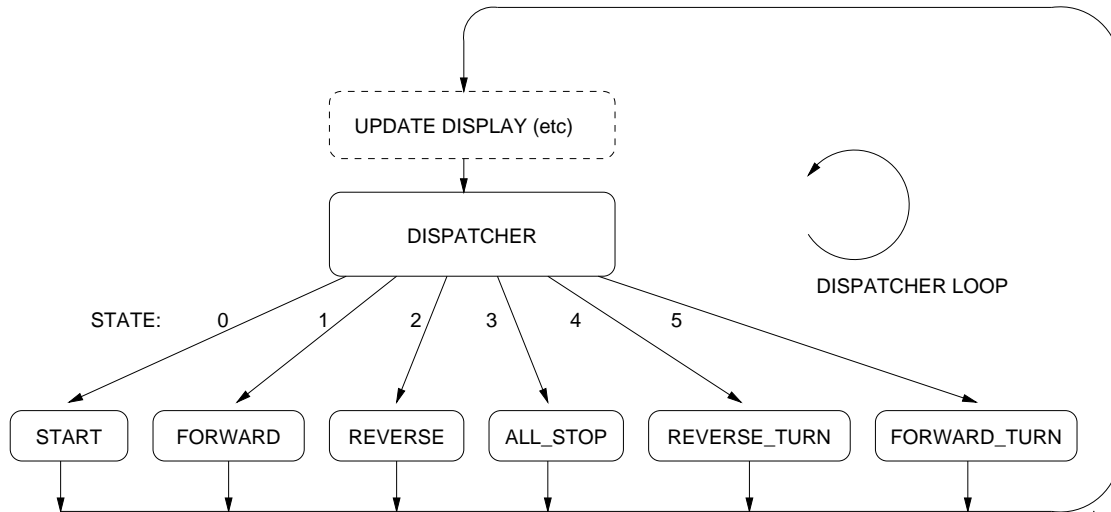 UPDATE DISPLAY (etc)
DISPATCHER
DISPATCHER LOOP
STATE: 0 1 2 3 4 5
START FORWARD REVERSE ALL_STOP REVERSE_TURN FORWARD_TURN